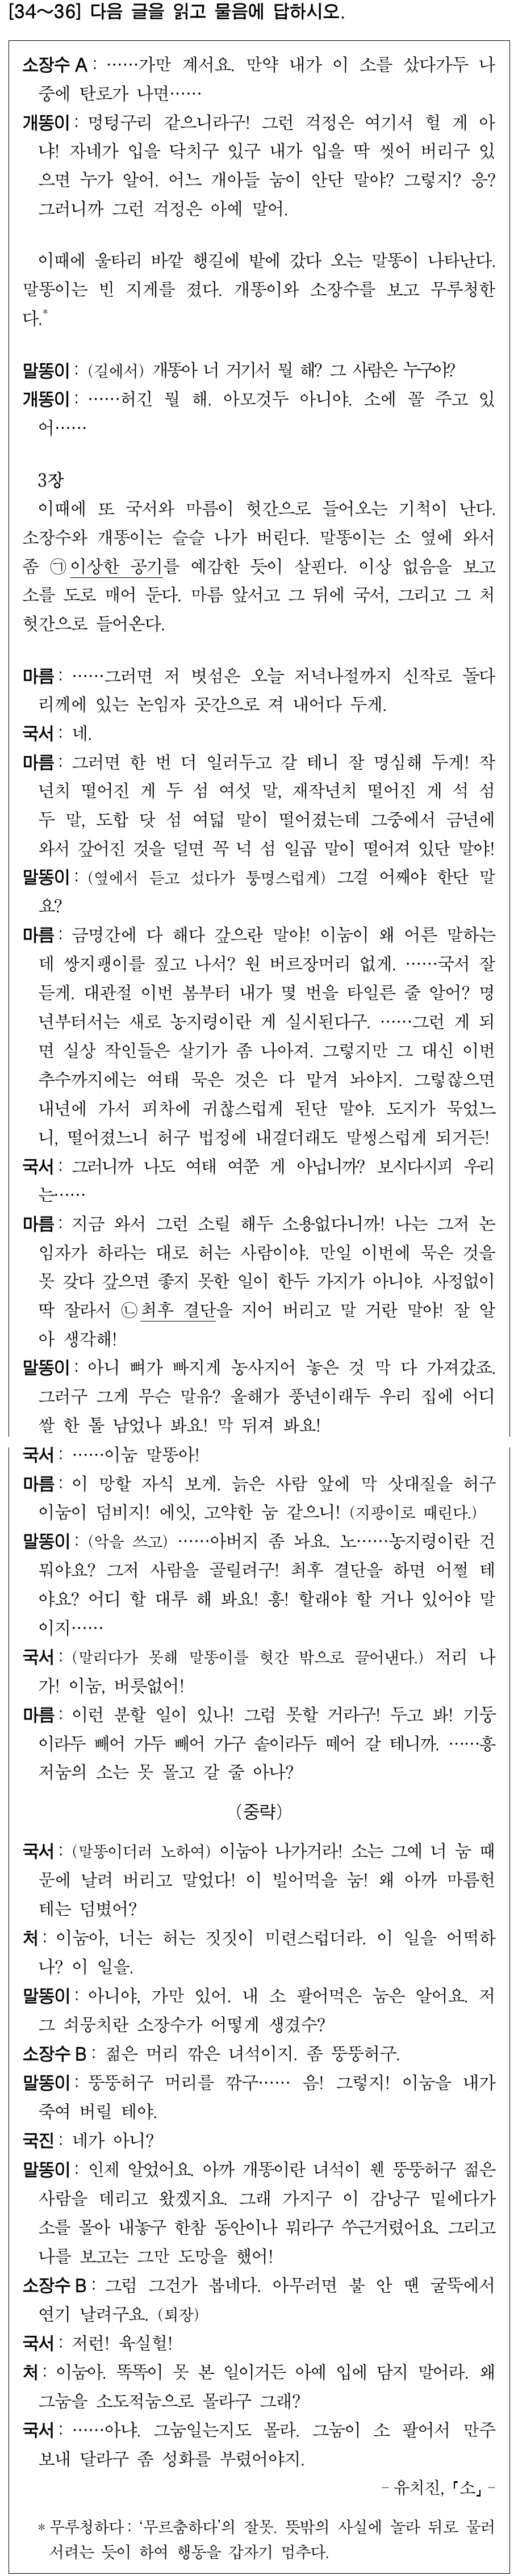 [34～36] 다음 글을 읽고 물음에 답하시오.
소장수 A : ……가만 계서요. 만약 내가 이 소를 샀다가두 나
중에 탄로가 나면……
개똥이 : 멍텅구리 같으니라구! 그런 걱정은 여기서 헐 게 아
냐! 자네가 입을 닥치구 있구 내가 입을 딱 씻어 버리구 있
으면 누가 알어. 어느 개아들 눔이 안단 말야? 그렇지? 응?
그러니까 그런 걱정은 아예 말어.
이때에 울타리 바깥 행길에 밭에 갔다 오는 말똥이 나타난다.
말똥이는 빈 지게를 졌다. 개똥이와 소장수를 보고 무루청한
다.*
말똥이 : (길에서) 개똥아 너 거기서 뭘 해? 그 사람은 누구야?
개똥이 : ……허긴 뭘 해. 아모것두 아니야. 소에 꼴 주고 있
어……
3장
이때에 또 국서와 마름이 헛간으로 들어오는 기척이 난다.
소장수와 개똥이는 슬슬 나가 버린다. 말똥이는 소 옆에 와서
좀 ㉠이상한 공기를 예감한 듯이 살핀다. 이상 없음을 보고
소를 도로 매어 둔다. 마름 앞서고 그 뒤에 국서, 그리고 그 처
헛간으로 들어온다.
마름 : ……그러면 저 볏섬은 오늘 저녁나절까지 신작로 돌다
리께에 있는 논임자 곳간으로 져 내어다 두게.
국서 : 네.
마름 : 그러면 한 번 더 일러두고 갈 테니 잘 명심해 두게! 작
년치 떨어진 게 두 섬 여섯 말, 재작년치 떨어진 게 석 섬
두 말, 도합 닷 섬 여덟 말이 떨어졌는데 그중에서 금년에
와서 갚어진 것을 덜면 꼭 넉 섬 일곱 말이 떨어져 있단 말야!
말똥이 : (옆에서 듣고 섰다가 퉁명스럽게) 그걸 어째야 한단 말
요?
마름 : 금명간에 다 해다 갚으란 말야! 이눔이 왜 어른 말하는
데 쌍지팽이를 짚고 나서? 원 버르장머리 없게. ……국서 잘
듣게. 대관절 이번 봄부터 내가 몇 번을 타일른 줄 알어? 명
년부터서는 새로 농지령이란 게 실시된다구. ……그런 게 되
면 실상 작인들은 살기가 좀 나아져. 그렇지만 그 대신 이번
추수까지에는 여태 묵은 것은 다 맡겨 놔야지. 그렇잖으면
내년에 가서 피차에 귀찮스럽게 된단 말야. 도지가 묵었느
니, 떨어졌느니 허구 법정에 내걸더래도 말썽스럽게 되거든!
국서 : 그러니까 나도 여태 여쭌 게 아닙니까? 보시다시피 우리
는……
마름 : 지금 와서 그런 소릴 해두 소용없다니까! 나는 그저 논
임자가 하라는 대로 허는 사람이야. 만일 이번에 묵은 것을
못 갖다 갚으면 좋지 못한 일이 한두 가지가 아니야. 사정없이
딱 잘라서 ㉡최후 결단을 지어 버리고 말 거란 말야! 잘 알
아 생각해!
말똥이 : 아니 뼈가 빠지게 농사지어 놓은 것 막 다 가져갔죠.
그러구 그게 무슨 말유? 올해가 풍년이래두 우리 집에 어디
쌀 한 톨 남었나 봐요! 막 뒤져 봐요!
국서 : ……이눔 말똥아!
마름 : 이 망할 자식 보게. 늙은 사람 앞에 막 삿대질을 허구
이눔이 덤비지! 에잇, 고약한 눔 같으니! (지팡이로 때린다.)
말똥이 : (악을 쓰고) ……아버지 좀 놔요. 노……농지령이란 건
뭐야요? 그저 사람을 골릴려구! 최후 결단을 하면 어쩔 테
야요? 어디 할 대루 해 봐요! 흥! 할래야 할 거나 있어야 말
이지……
국서 : (말리다가 못해 말똥이를 헛간 밖으로 끌어낸다.) 저리 나
가! 이눔, 버릇없어!
마름 : 이런 분할 일이 있나! 그럼 못할 거라구! 두고 봐! 기둥
이라두 빼어 가두 빼어 가구 솥이라두 떼어 갈 테니까. ……흥
저눔의 소는 못 몰고 갈 줄 아나?
(중략)
국서 : (말똥이더러 노하여) 이눔아 나가거라! 소는 그예 너 눔 때
문에 날려 버리고 말었다! 이 빌어먹을 눔! 왜 아까 마름헌
테는 덤볐어?
처 : 이눔아, 너는 허는 짓짓이 미련스럽더라. 이 일을 어떡하
나? 이 일을.
말똥이 : 아니야, 가만 있어. 내 소 팔어먹은 눔은 알어요. 저
그 쇠뭉치란 소장수가 어떻게 생겼수?
소장수 B : 젊은 머리 깎은 녀석이지. 좀 뚱뚱허구.
말똥이 : 뚱뚱허구 머리를 깎구…… 음! 그렇지! 이눔을 내가
죽여 버릴 테야.
국진 : 네가 아니?
말똥이 : 인제 알었어요. 아까 개똥이란 녀석이 웬 뚱뚱허구 젊은
사람을 데리고 왔겠지요. 그래 가지구 이 감낭구 밑에다가
소를 몰아 내놓구 한참 동안이나 뭐라구 쑤근거렸어요. 그리고
나를 보고는 그만 도망을 했어!
소장수 B : 그럼 그건가 봅네다. 아무러면 불 안 땐 굴뚝에서
연기 날려구요. (퇴장)
국서 : 저런! 육실헐!
처 : 이눔아. 똑똑이 못 본 일이거든 아예 입에 담지 말어라. 왜
그눔을 소도적눔으로 몰라구 그래?
국서 : ……아냐. 그눔일는지도 몰라. 그눔이 소 팔어서 만주
보내 달라구 좀 성화를 부렸어야지.
- 유치진, 「소」 -
* 무루청하다 : ‘무르춤하다’의 잘못. 뜻밖의 사실에 놀라 뒤로 물러
서려는 듯이 하여 행동을 갑자기 멈추다.